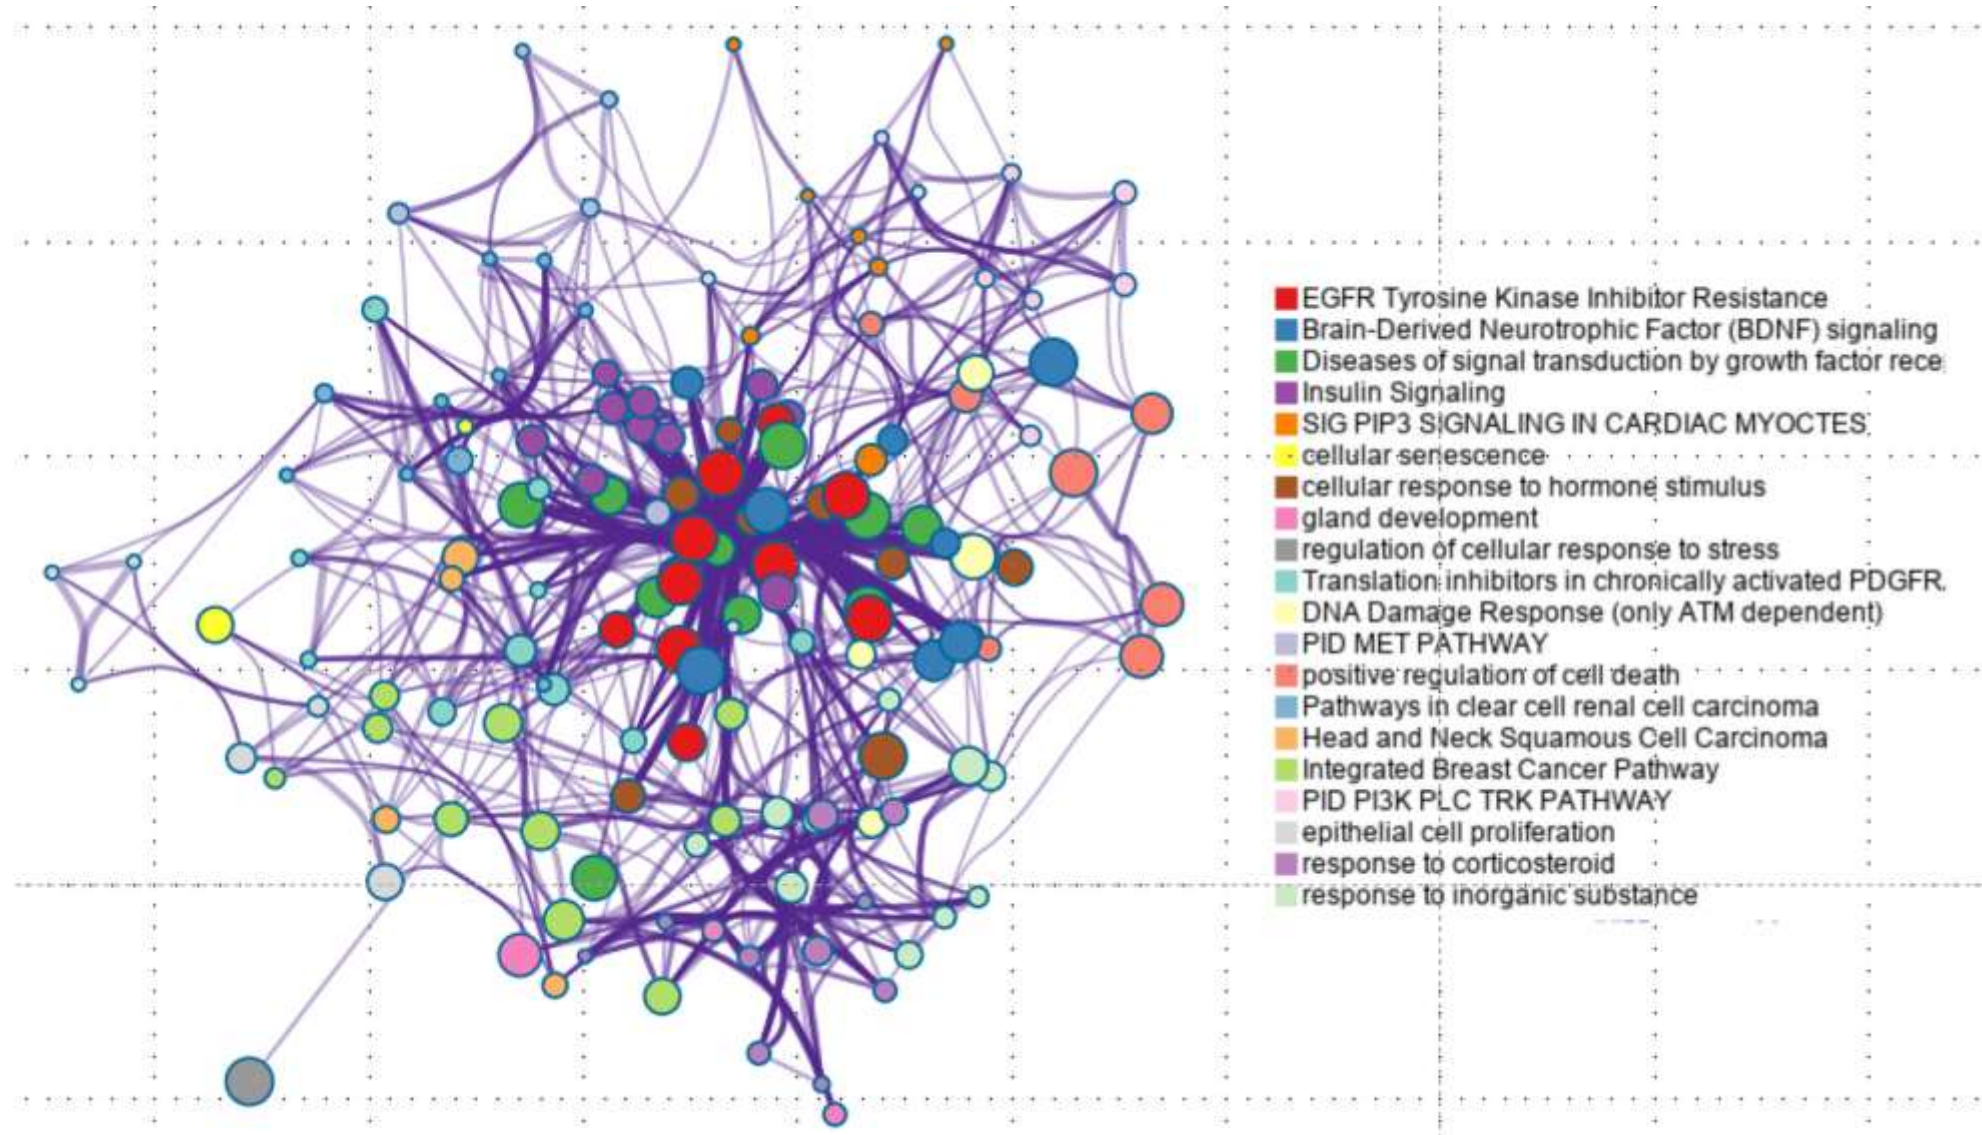 EGFR Tyrosine Kinase Inhibitor Resistance
Brain-Derived Neurotrophic Factor (BDNF) signaling
Diseases of signal transduction by growth factor rece
Insulin Signaling
SIG PIP3 SIGNALING IN CARDIAC MYOCTES
cellular senescence
cellular response to hormone stimulus
gland development
regulation of cellular response to stress
Translation inhibitors in chronically activated PDGFR.
DNA Damage Response (only ATM dependent)
PID MET PATHWAY
positive regulation of cell death
Pathways in clear cell renal cell carcinoma
Head and Neck Squamous Cell Carcinoma
Integrated Breast Cancer Pathway
PID PI3K PLC TRK PATHWAY
epithelial cell proliferation
response to corticosteroid
response to inorganic substance